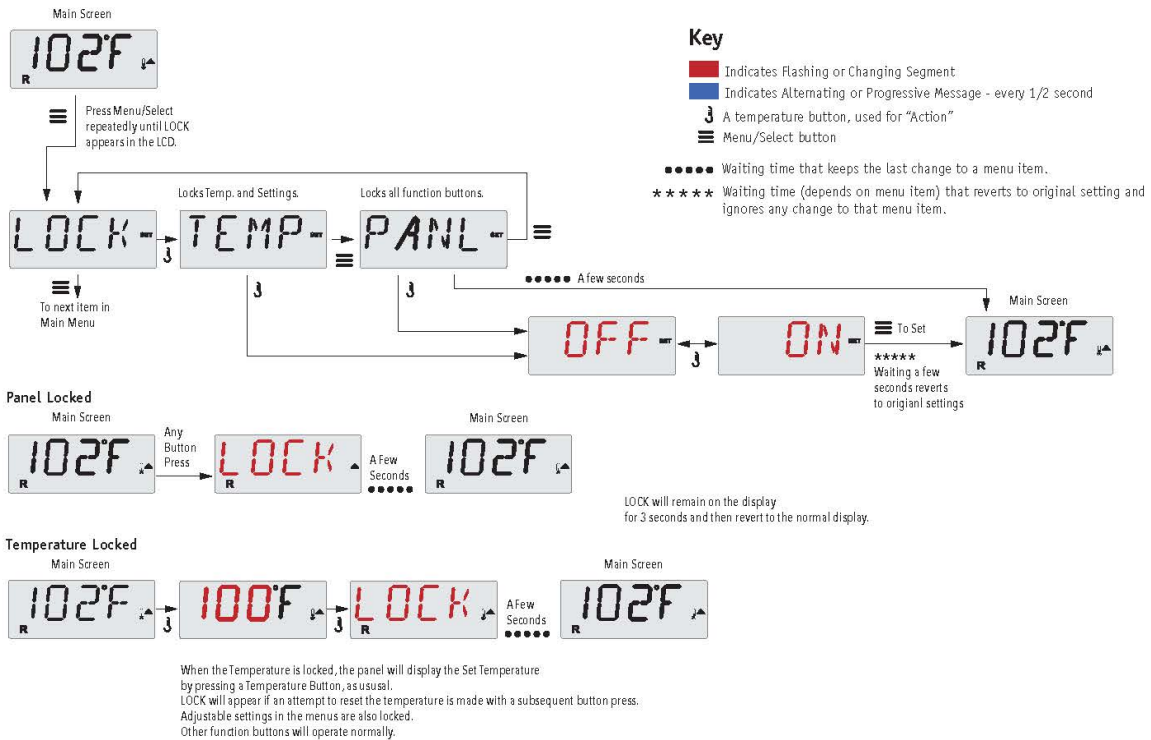 Main Screen
102°F
R
Press Menu/Select
repeatedly until LOCK
appears in the LCD.
Key
Indicates Flashing or Changing Segment
Indicates Alternating or Progressive Message - every 1/2 second
A temperature button, used for "Action"
Menu/Select button
Waiting time that keeps the last change to a menu item.
***** Waiting time (depends on menu item) that reverts to original setting and
ignores any change to that menu item.
Locks Temp. and Settings.
Locks all function buttons.
LOCK SET
TEMP SET
PANL SET
To next item in
Main Menu
A few seconds
Main Screen
OFF SET
ON SET
To Set
*****
Waiting a few
seconds reverts
to origianl settings
102°F
R
Panel Locked
Main Screen
102°F
R
Any
Button
Press
LOCK
R
A Few
Seconds
Main Screen
102°F
R
LOCK will remain on the display
for 3 seconds and then revert to the normal display.
Temperature Locked
Main Screen
102°F
R
100°F
LOCK
R
A Few
Seconds
Main Screen
102°F
R
When the Temperature is locked, the panel will display the Set Temperature
by pressing a Temperature Button, as ususal.
LOCK will appear if an attempt to reset the temperature is made with a subsequent button press.
Adjustable settings in the menus are also locked.
Other function buttons will operate normally.